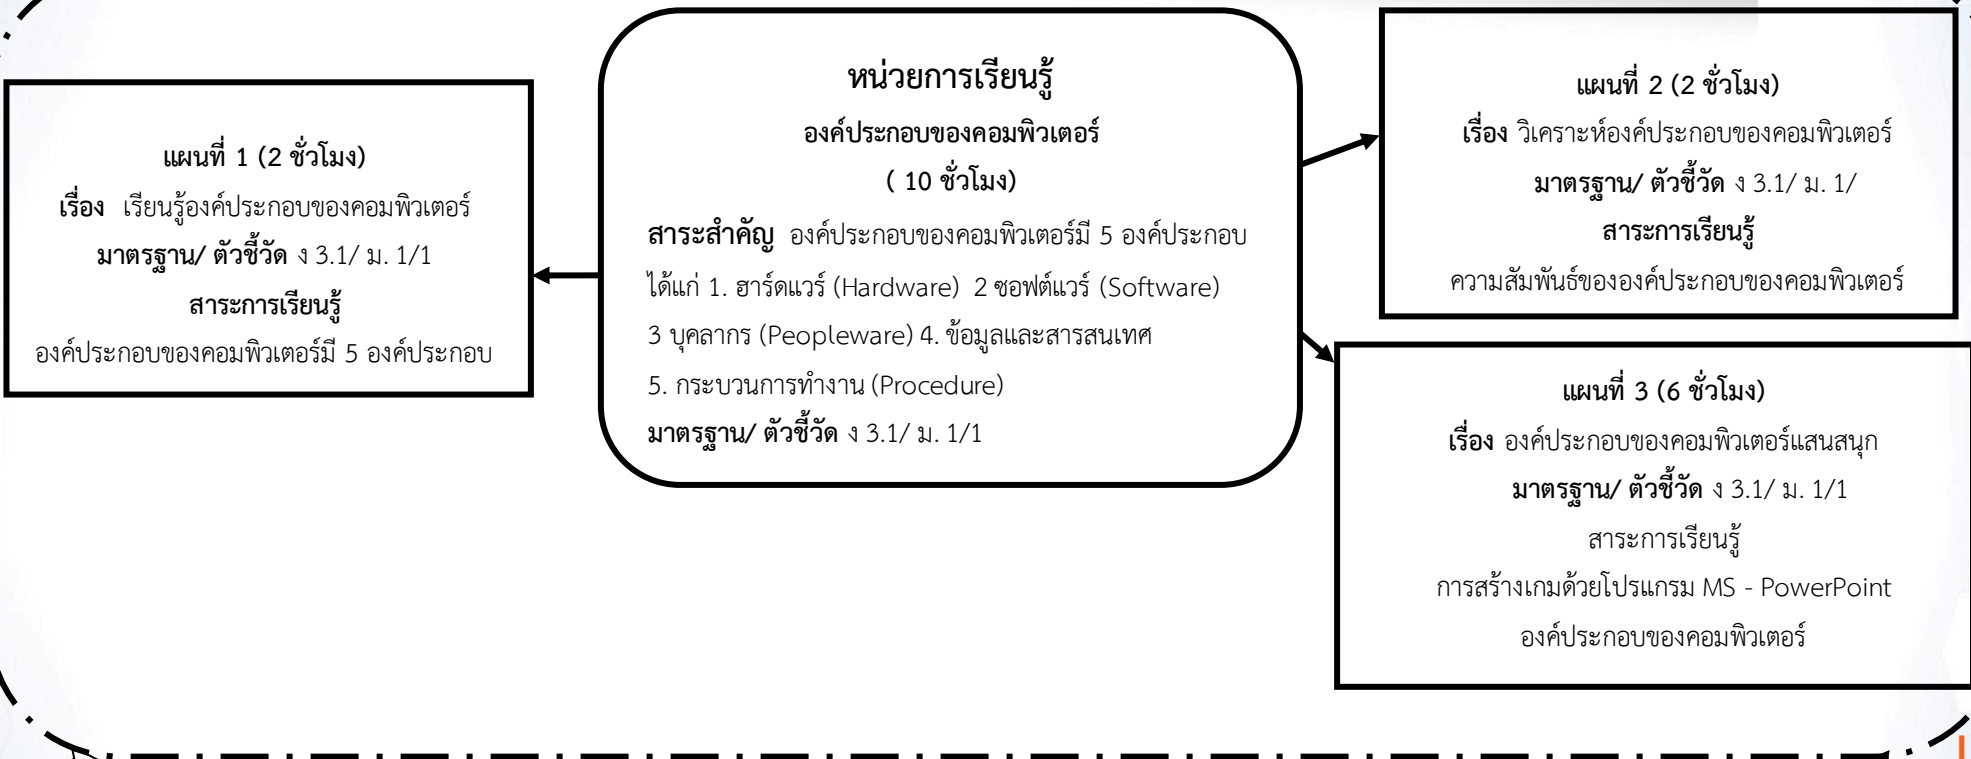 แผนที่ 1 (2 ชั่วโมง)
เรื่อง เรียนรู้องค์ประกอบของคอมพิวเตอร์
มาตรฐาน/ ตัวชี้วัด ง 3.1/ ม. 1/1
สาระการเรียนรู้
องค์ประกอบของคอมพิวเตอร์มี 5 องค์ประกอบ
หน่วยการเรียนรู้
องค์ประกอบของคอมพิวเตอร์
( 10 ชั่วโมง)
สาระสำคัญ องค์ประกอบของคอมพิวเตอร์มี 5 องค์ประกอบ
ได้แก่ 1. ฮาร์ดแวร์ (Hardware) 2 ซอฟต์แวร์ (Software)
3 บุคลากร (Peopleware) 4. ข้อมูลและสารสนเทศ
5. กระบวนการทำงาน (Procedure)
มาตรฐาน/ ตัวชี้วัด ง 3.1/ ม. 1/1
แผนที่ 2 (2 ชั่วโมง)
เรื่อง วิเคราะห์องค์ประกอบของคอมพิวเตอร์
มาตรฐาน/ ตัวชี้วัด ง 3.1/ ม. 1/
สาระการเรียนรู้
ความสัมพันธ์ขององค์ประกอบของคอมพิวเตอร์
แผนที่ 3 (6 ชั่วโมง)
เรื่อง องค์ประกอบของคอมพิวเตอร์แสนสนุก
มาตรฐาน/ ตัวชี้วัด ง 3.1/ ม. 1/1
สาระการเรียนรู้
การสร้างเกมด้วยโปรแกรม MS - PowerPoint
องค์ประกอบของคอมพิวเตอร์